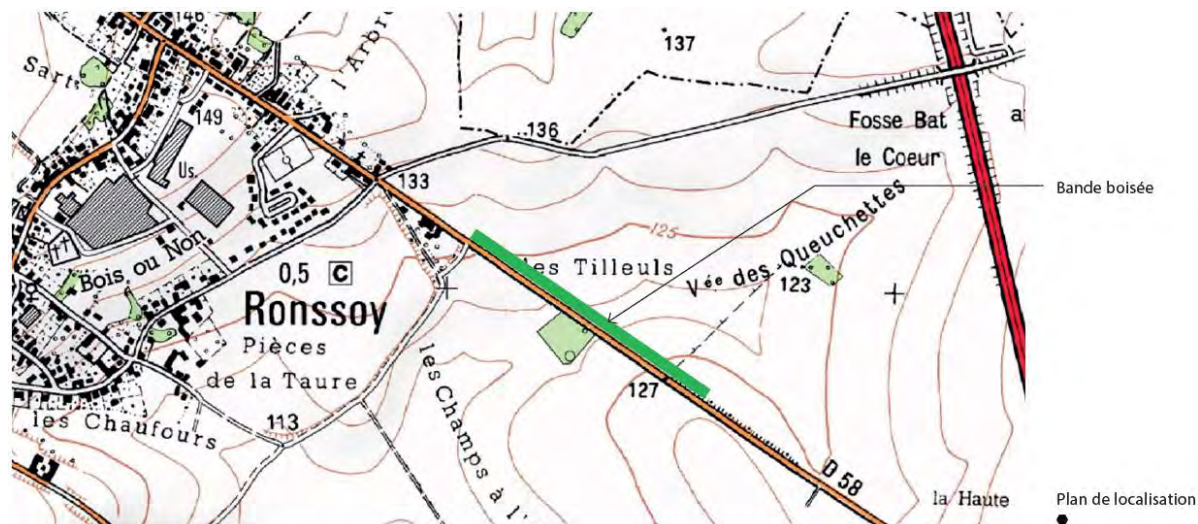 146
137
Sart
l'Arbre
149
136
Fosse Bat
a
le Coeur
Us.
133
Bande boisée
125
Bois ou Non
les Tilleuls
Vée des Queuchettes
123
0,5 C
Ronssoy
Pièces
de la Taure
127
les Champs à l'
113
les Chaufours
D 58
la Haute
Plan de localisation